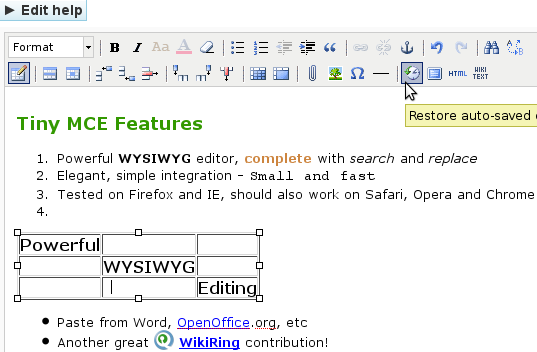 ▶ Edit help
Format B I Aa A “ A B
Ω — HTML WIKI TEXT
Restore auto-saved
Tiny MCE Features
1. Powerful WYSIWYG editor, complete with search and replace
2. Elegant, simple integration - Small and fast
3. Tested on Firefox and IE, should also work on Safari, Opera and Chrome
4.
Powerful
WYSIWYG
Editing
• Paste from Word, OpenOffice.org, etc
• Another great WikiRing contribution!